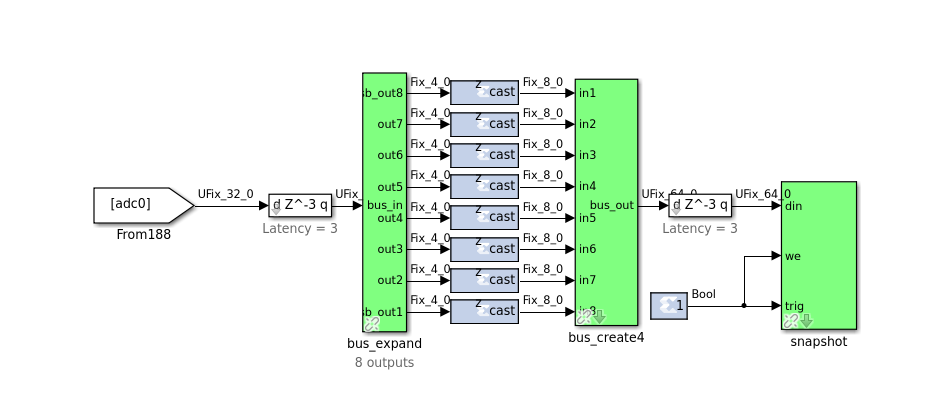 Fix_4_0 Fix_8_0
sb_out8 cast in1
Fix_4_0 Fix_8_0
out7 cast in2
Fix_4_0 Fix_8_0
out6 cast in3
Fix_4_0 Fix_8_0
out5 cast in4
[adc0] UFix_32_0 d Z^-3 q UFix_ bus_in bus_out UFix_64_0 d Z^-3 q UFix_64_0 din
Fix_4_0 Fix_8_0
out4 cast in5
From188 Latency = 3 Latency = 3
Fix_4_0 Fix_8_0
out3 cast in6 we
Fix_4_0 Fix_8_0
out2 cast in7
Fix_4_0 Fix_8_0
sb_out1 cast in8 1 Bool trig
bus_expand bus_create4 snapshot
8 outputs